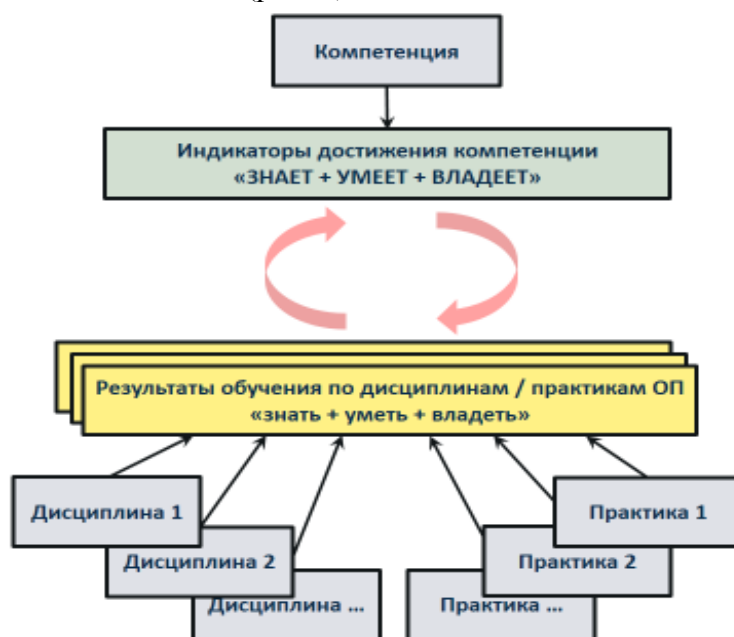 Компетенция
Индикаторы достижения компетенции
«ЗНАЕТ + УМЕЕТ + ВЛАДЕЕТ»
Результаты обучения по дисциплинам / практикам ОП
«знать + уметь + владеть»
Дисциплина 1
Практика 1
Дисциплина 2
Практика 2
Дисциплина ...
Практика ...